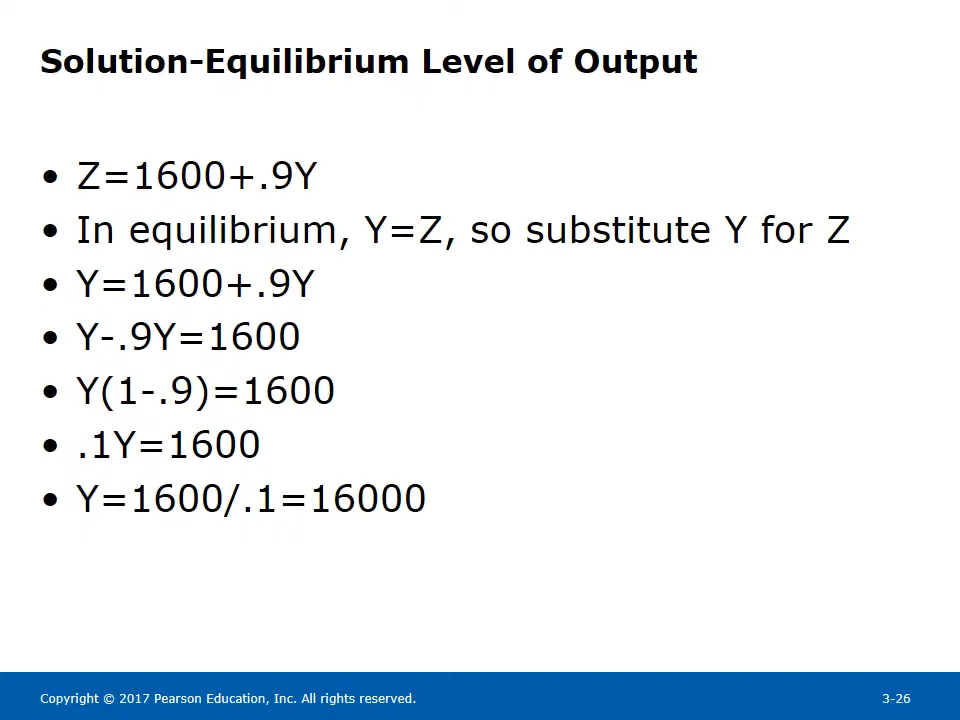 Solution-Equilibrium Level of Output
• Z=1600+.9Y
• In equilibrium, Y=Z, so substitute Y for Z
• Y=1600+.9Y
• Y-.9Y=1600
• Y(1-.9)=1600
• .1Y=1600
• Y=1600/.1=16000
Copyright © 2017 Pearson Education, Inc. All rights reserved.
3-26